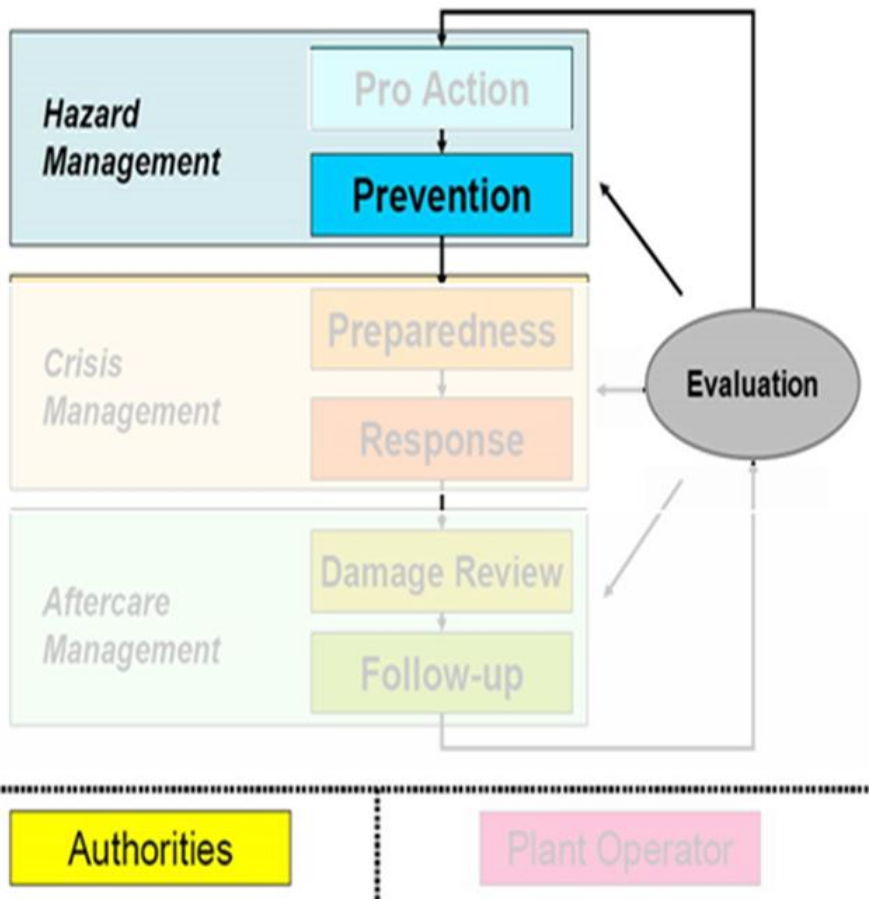 Hazard
Management
Pro Action
Prevention
Crisis
Management
Preparedness
Response
Evaluation
Aftercare
Management
Damage Review
Follow-up
Authorities
Plant Operator